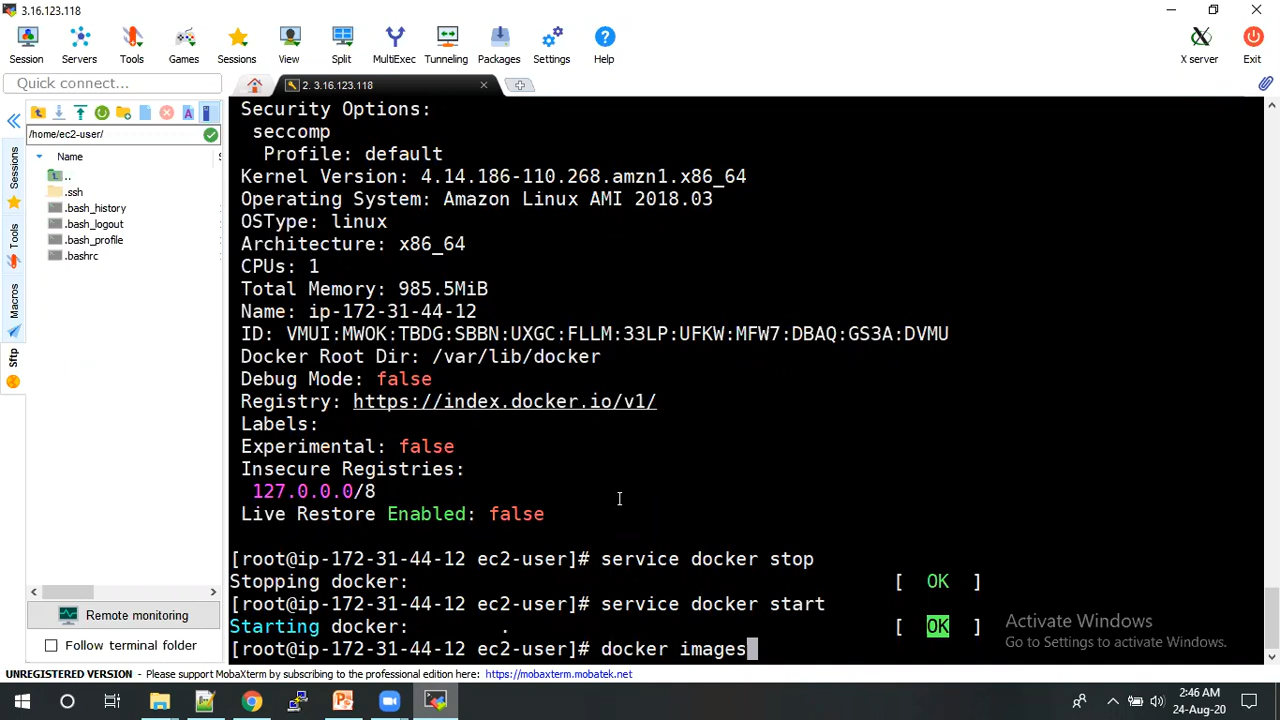 3.16.123.118
Session Servers Tools Games Sessions View Split MultiExec Tunneling Packages Settings Help X server Exit
Quick connect...
2. 3.16.123.118
/home/ec2-user/
Name
..
.ssh
.bash_history
.bash_logout
.bash_profile
.bashrc
Sessions
Tools
Macros
Sftp
Remote monitoring
Follow terminal folder
Security Options:
seccomp
Profile: default
Kernel Version: 4.14.186-110.268.amzn1.x86_64
Operating System: Amazon Linux AMI 2018.03
OSType: linux
Architecture: x86_64
CPUs: 1
Total Memory: 985.5MiB
Name: ip-172-31-44-12
ID: VMUI:MWOK:TBDG:SBBN:UXGC:FLLM:33LP:UFKW:MFW7:DBAQ:GS3A:DVMU
Docker Root Dir: /var/lib/docker
Debug Mode: false
Registry: https://index.docker.io/v1/
Labels:
Experimental: false
Insecure Registries:
127.0.0.0/8
Live Restore Enabled: false
[root@ip-172-31-44-12 ec2-user]# service docker stop
Stopping docker: [ OK ]
[root@ip-172-31-44-12 ec2-user]# service docker start
Starting docker: . [ OK ]
[root@ip-172-31-44-12 ec2-user]# docker images
Activate Windows
Go to Settings to activate Windows.
UNREGISTERED VERSION - Please support MobaXterm by subscribing to the professional edition here: https://mobaxterm.mobatek.net
2:46 AM
24-Aug-20